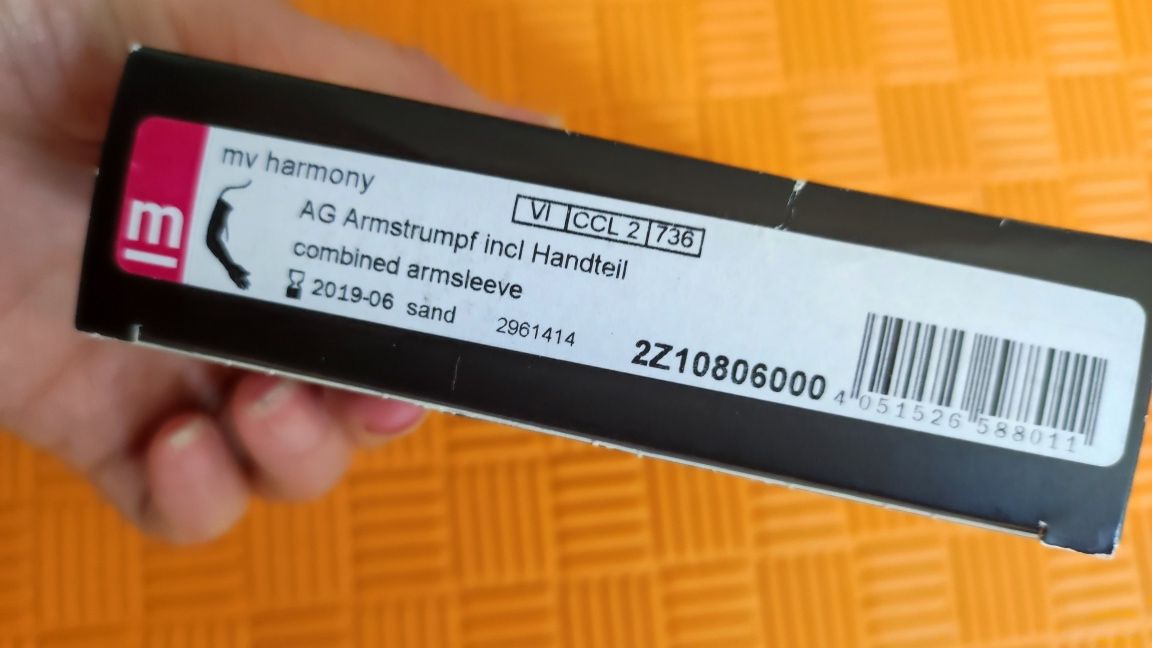 m
mv harmony
VI CCL 2 736
AG Armstrumpf incl Handteil
combined armsleeve
2019-06 sand 2961414
2Z10806000
4 051526 588011